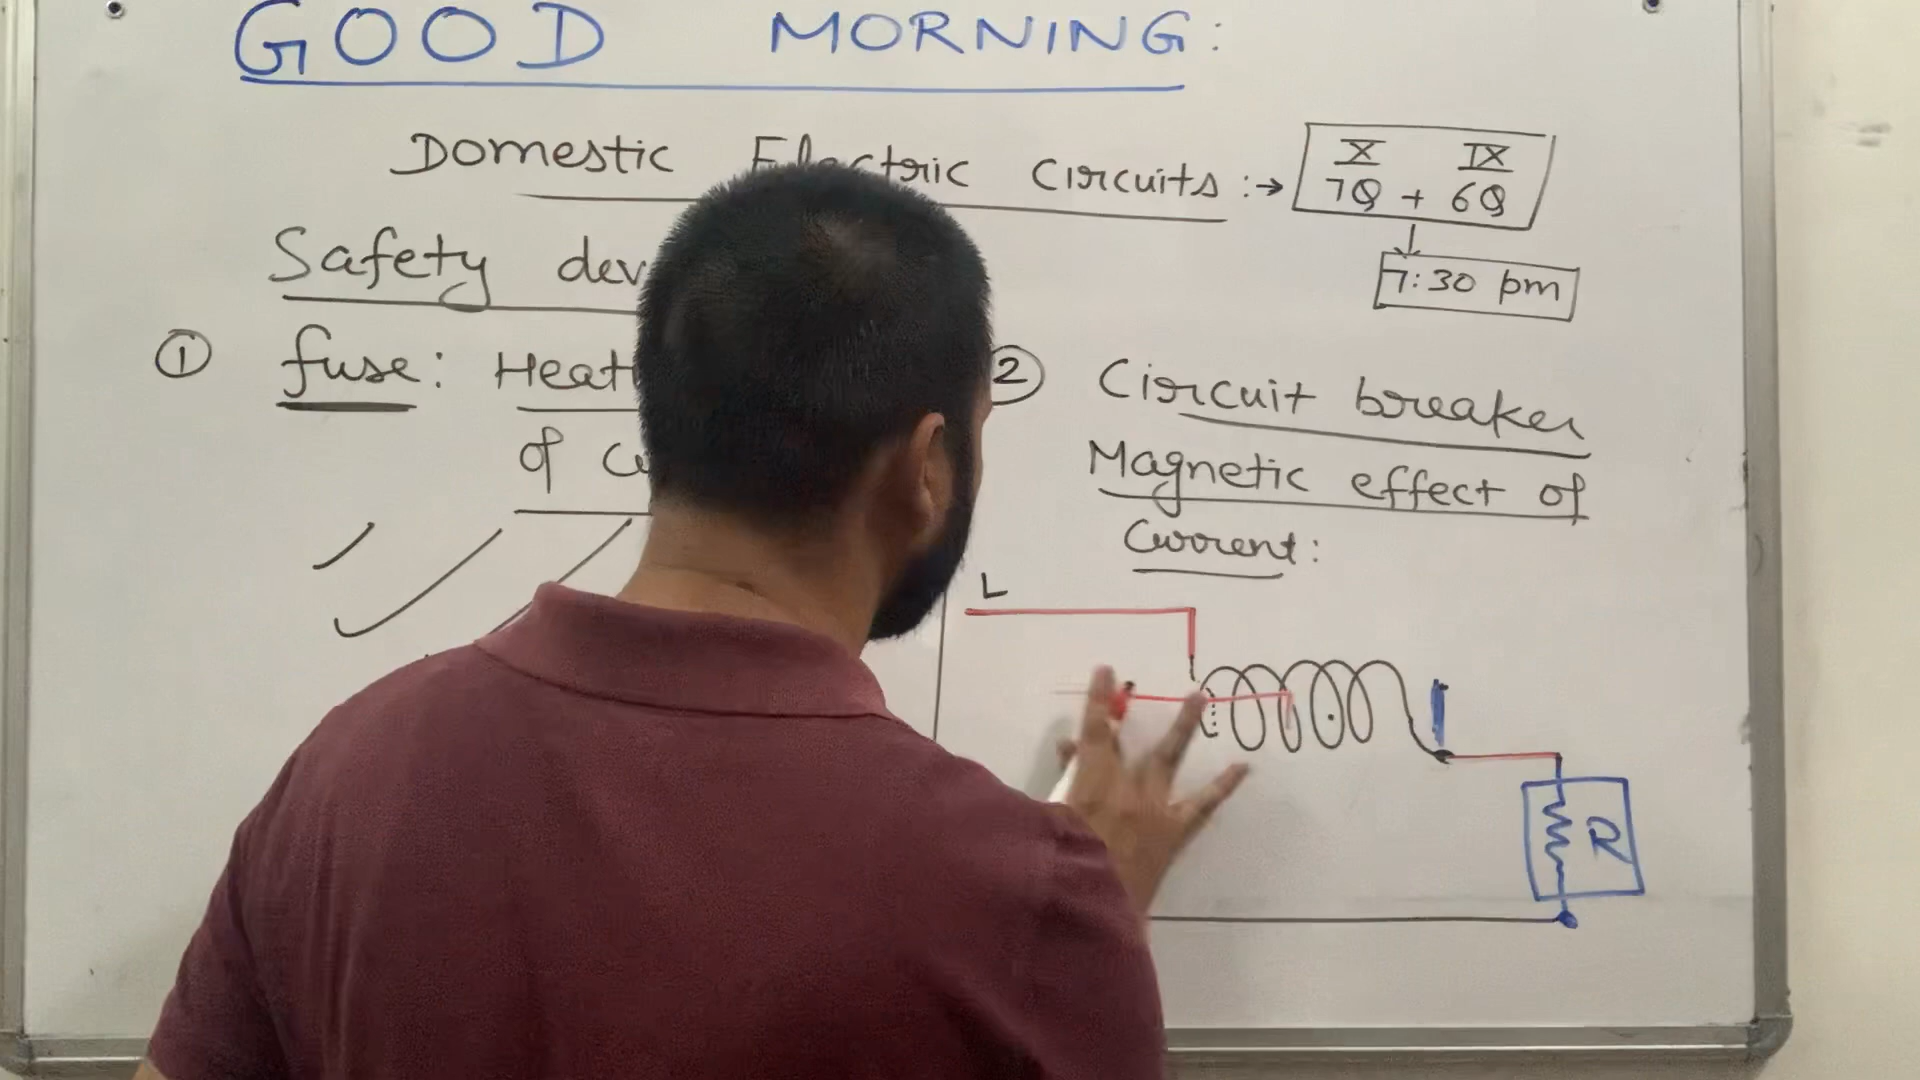 GOOD MORNING:
Domestic Electric Circuits :→
X IX
7Q + 6Q
7:30 pm
Safety
① fuse: Heat
of
② Circuit breaker
Magnetic effect of
Current:
L
R